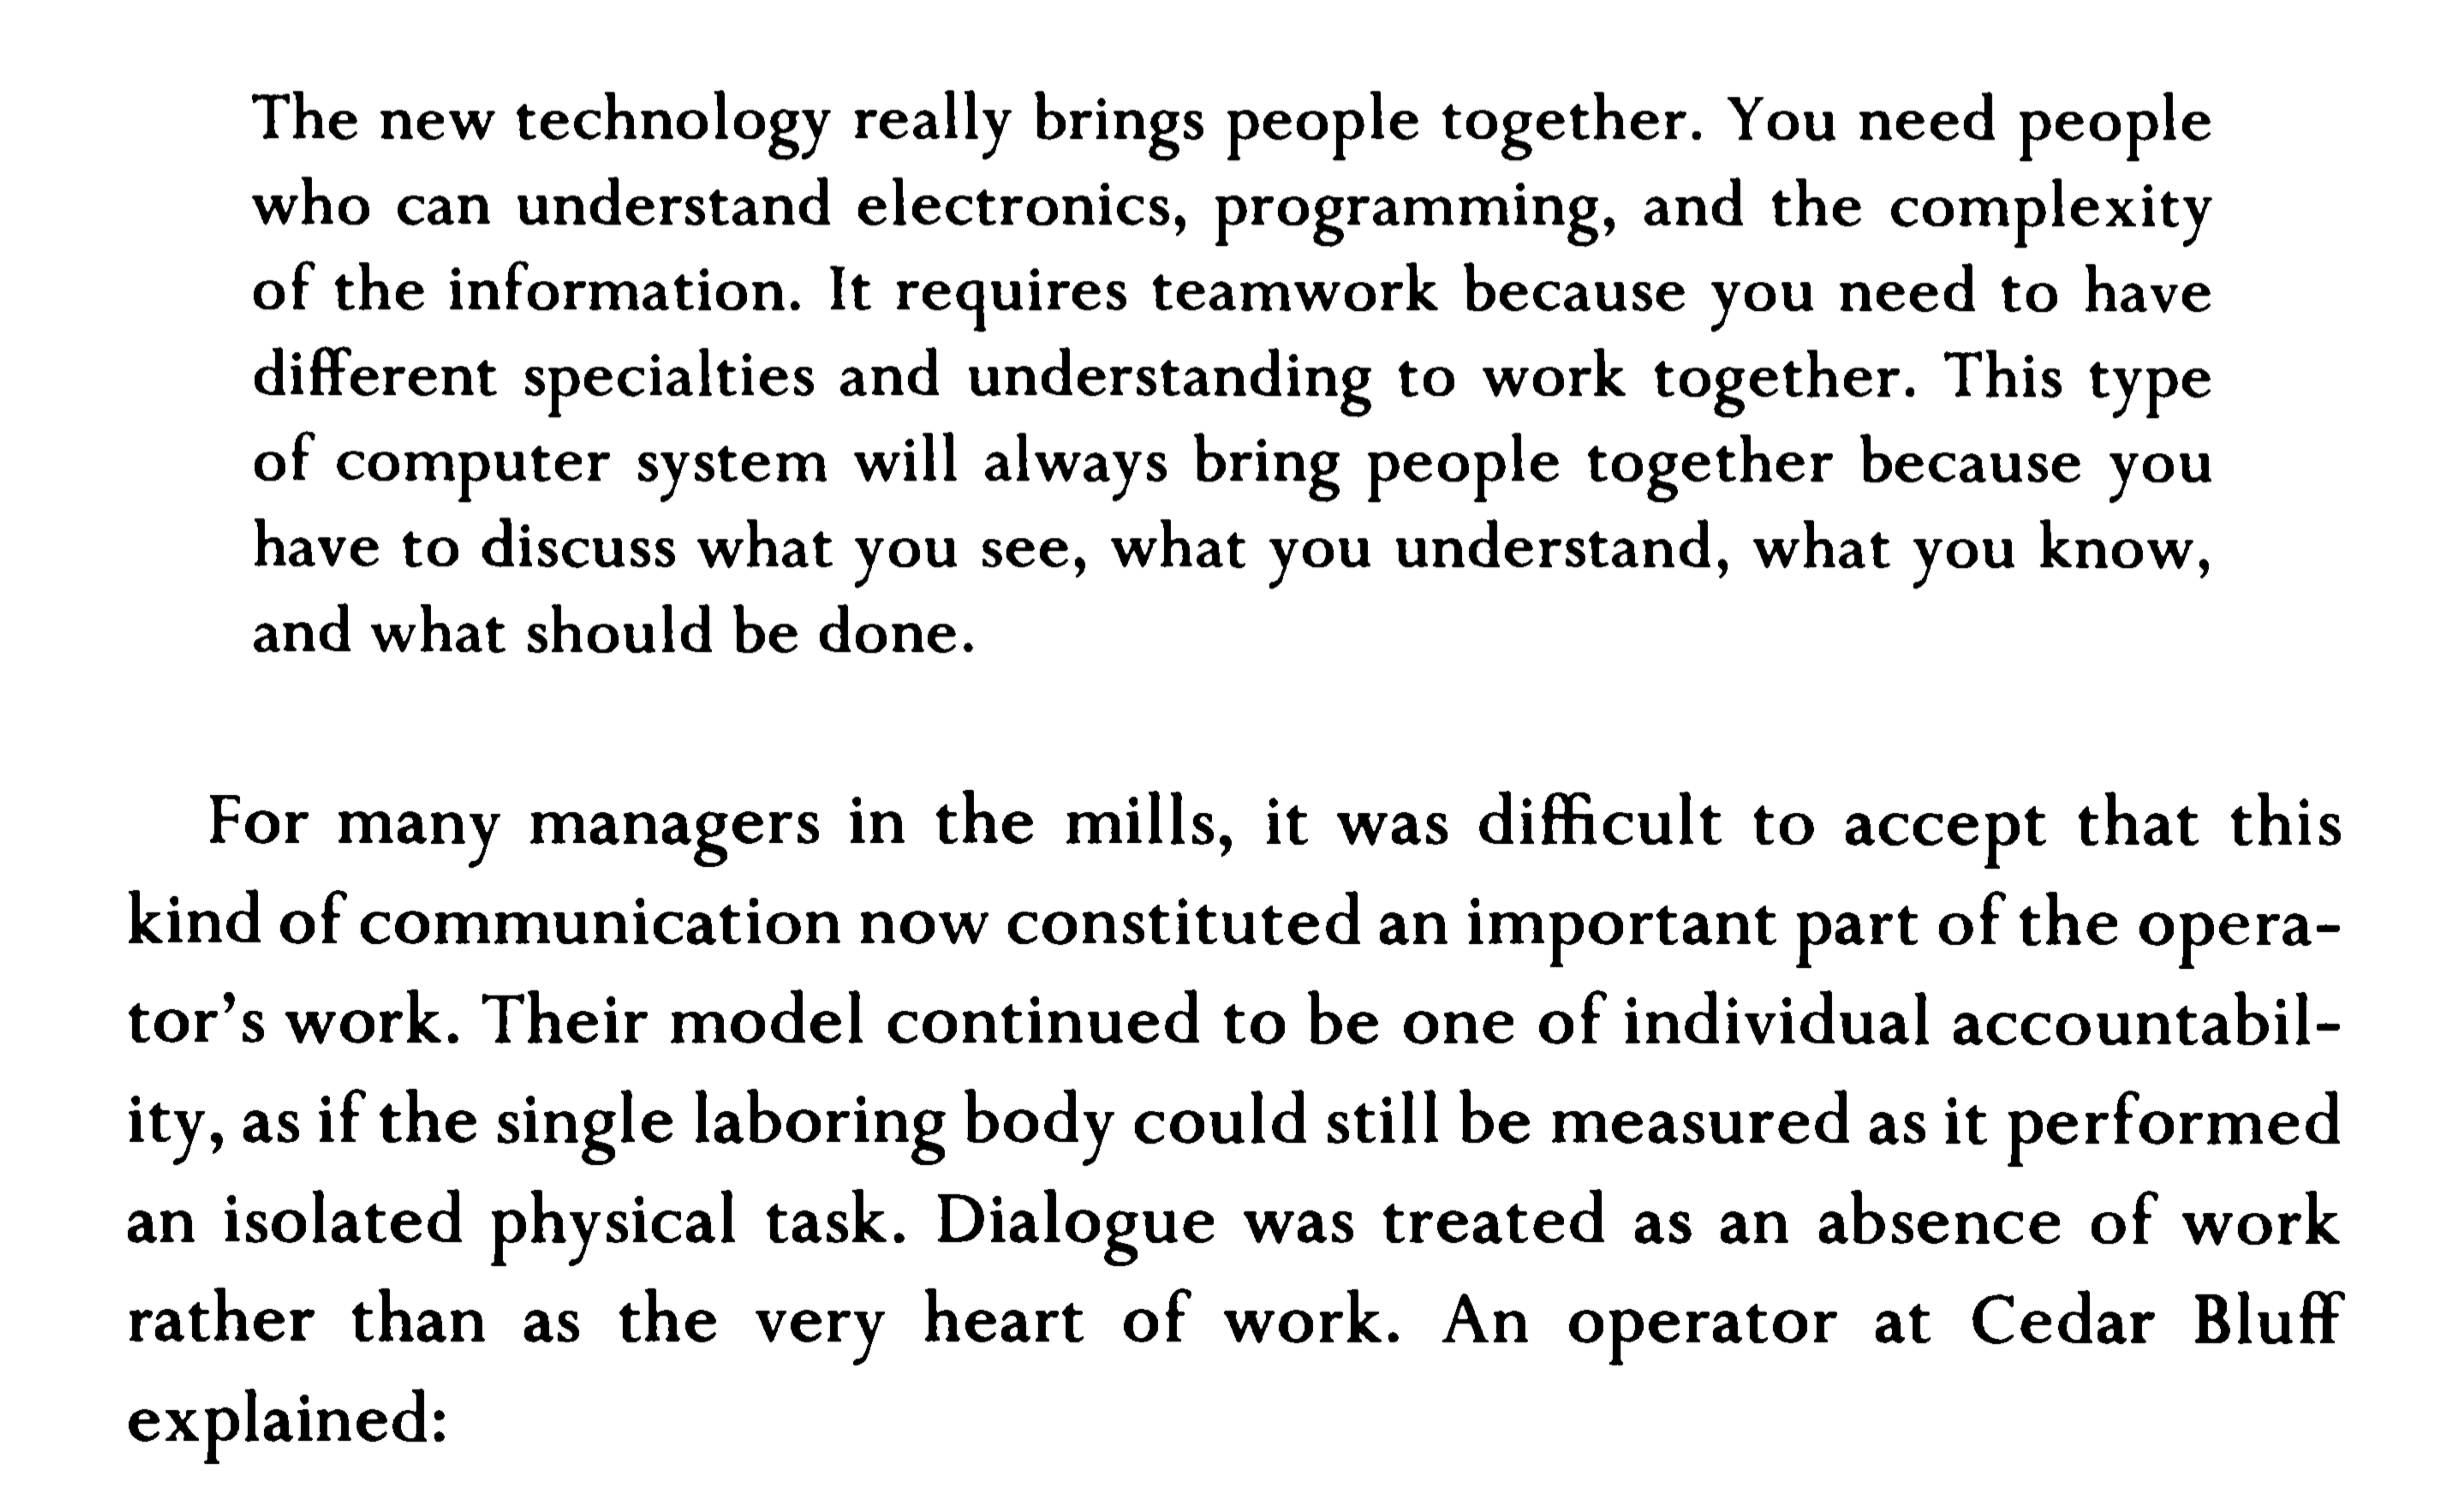 The new technology really brings people together. You need people
who can understand electronics, programming, and the complexity
of the information. It requires teamwork because you need to have
different specialties and understanding to work together. This type
of computer system will always bring people together because you
have to discuss what you see, what you understand, what you know,
and what should be done.
For many managers in the mills, it was difficult to accept that this
kind of communication now constituted an important part of the opera-
tor's work. Their model continued to be one of individual accountabil-
ity, as if the single laboring body could still be measured as it performed
an isolated physical task. Dialogue was treated as an absence of work
rather than as the very heart of work. An operator at Cedar Bluff
explained: